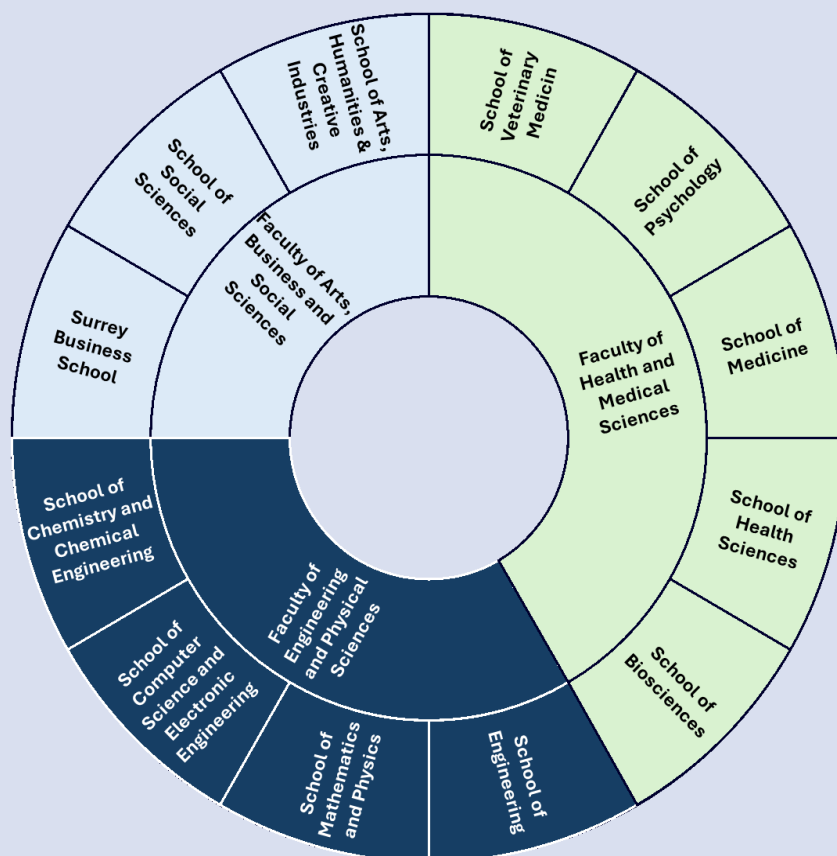 School of Arts,
Humanities &
Creative
Industries
School of
Veterinary
Medicin
School of
Psychology
School of
Medicine
School of
Health
Sciences
School of
Biosciences
School of
Engineering
School of
Mathematics
and Physics
School of
Computer
Science and
Electronic
Engineering
School of
Chemistry and
Chemical
Engineering
Surrey
Business
School
School of
Social
Sciences
Faculty of Arts,
Business and
Social
Sciences
Faculty of
Health and
Medical
Sciences
Faculty of
Engineering
and Physical
Sciences